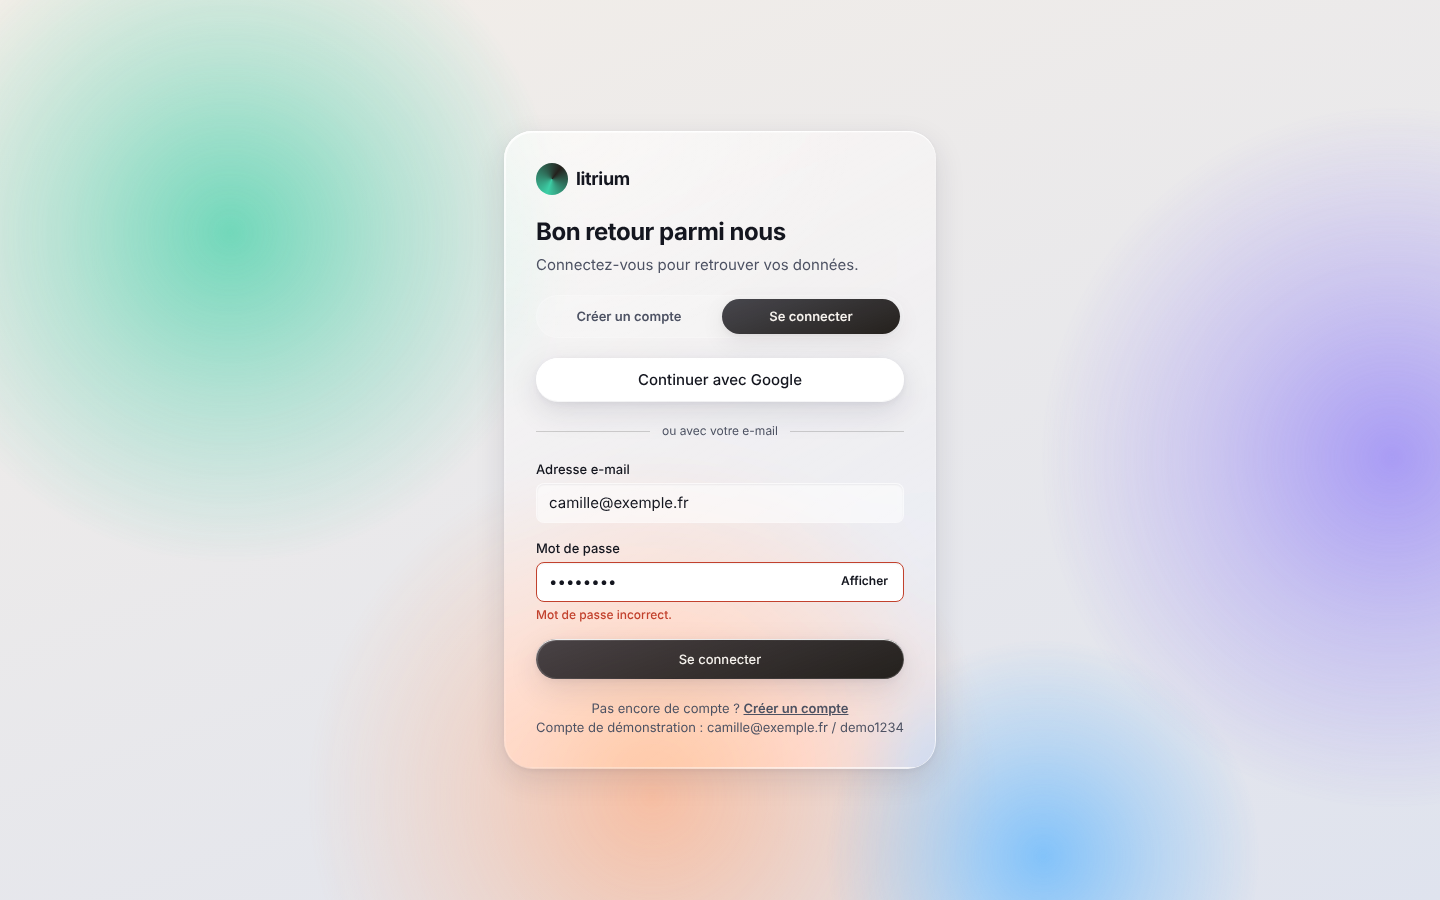 litrium
Bon retour parmi nous
Connectez-vous pour retrouver vos données.
Créer un compte
Se connecter
Continuer avec Google
ou avec votre e-mail
Adresse e-mail
camille@exemple.fr
Mot de passe
••••••••
Afficher
Mot de passe incorrect.
Se connecter
Pas encore de compte ? Créer un compte
Compte de démonstration : camille@exemple.fr / demo1234